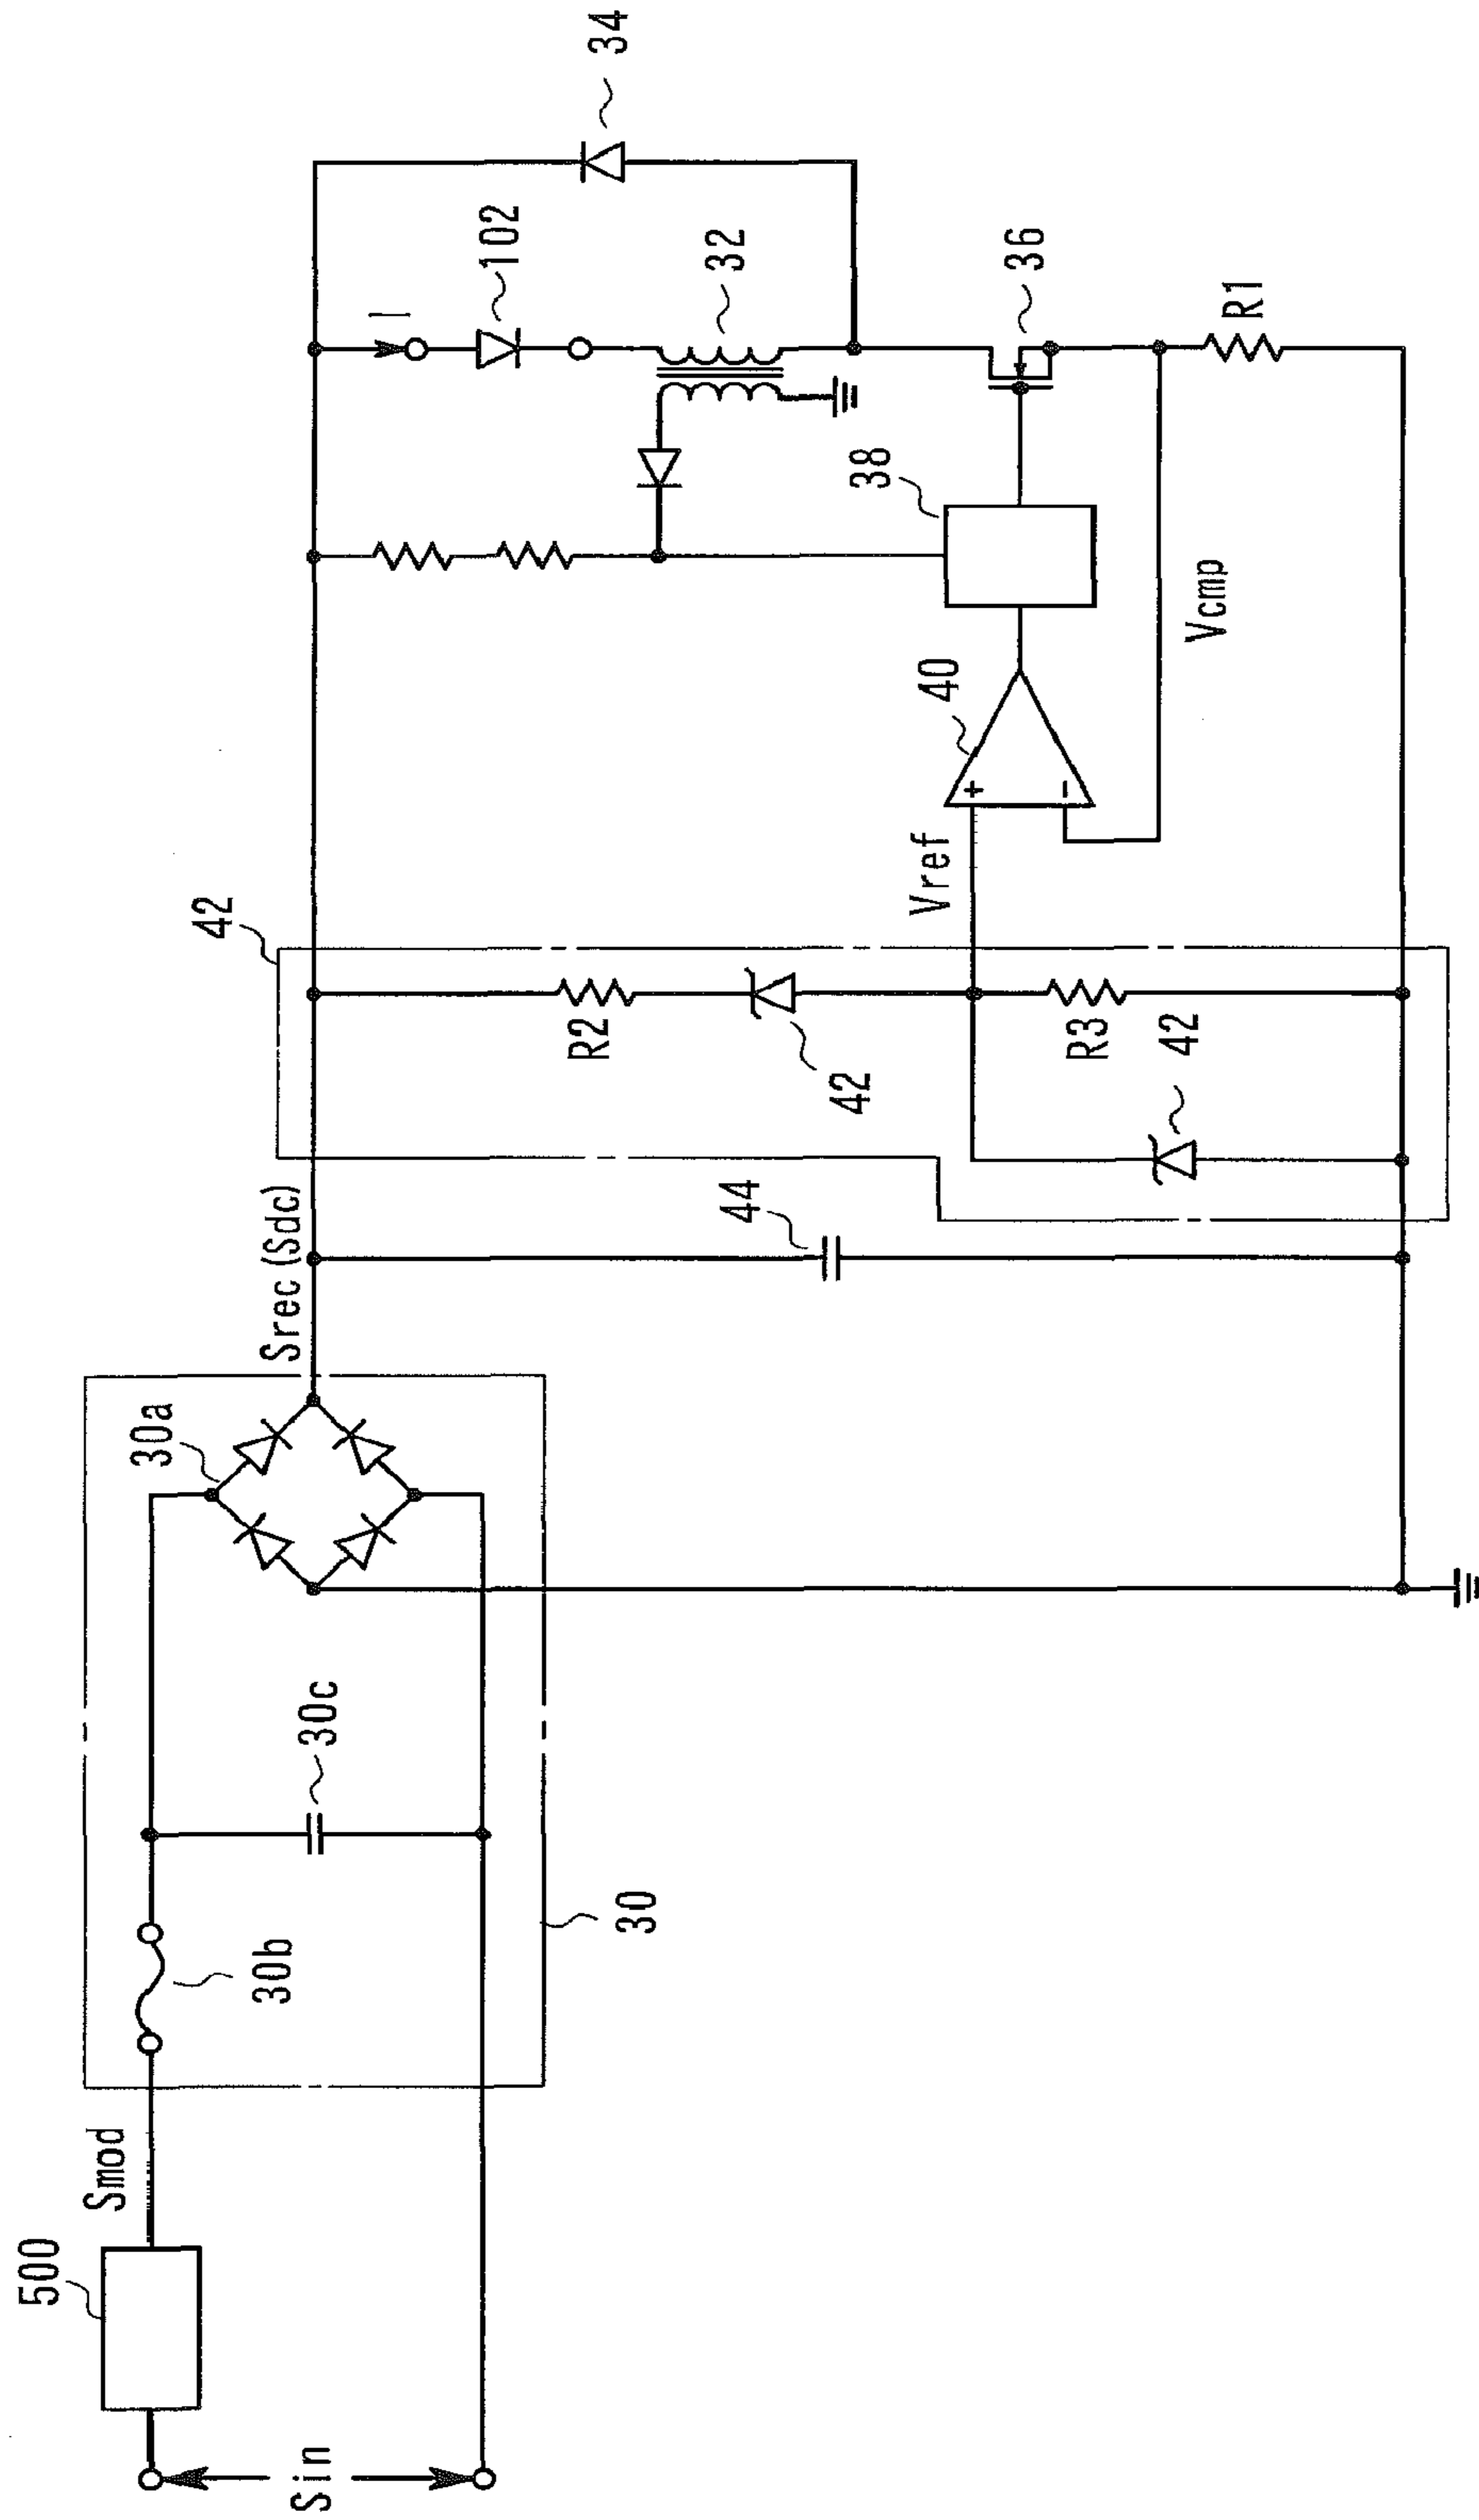 500
Smod
Sin
30b
30
30c
30a
Srec (Sdc)
44
42
R2
42
R3
42
Vref
40
Vcmp
38
I
102
32
34
36
R1
+
−